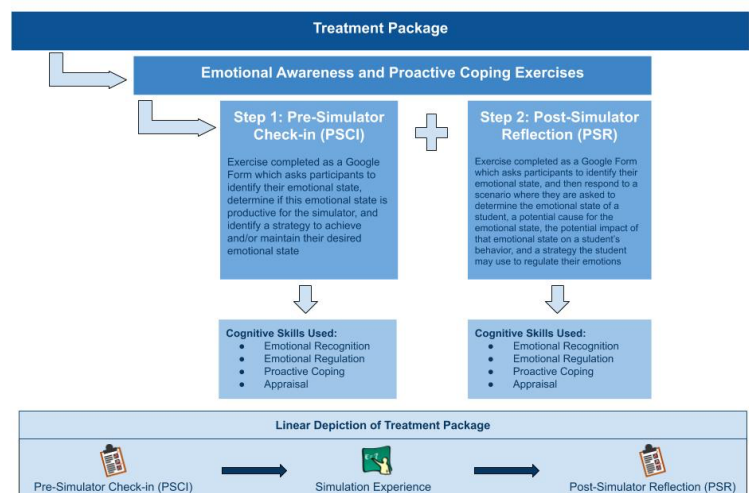 Treatment Package
Emotional Awareness and Proactive Coping Exercises
Step 1: Pre-Simulator
Check-in (PSCI)
Exercise completed as a Google
Form which asks participants to
identify their emotional state,
determine if this emotional state is
productive for the simulator, and
identify a strategy to achieve
and/or maintain their desired
emotional state
Step 2: Post-Simulator
Reflection (PSR)
Exercise completed as a Google Form
which asks participants to identify their
emotional state, and then respond to a
scenario where they are asked to
determine the emotional state of a
student, a potential cause for the
emotional state, the potential impact of
that emotional state on a student's
behavior, and a strategy the student
may use to regulate their emotions
Cognitive Skills Used:
● Emotional Recognition
● Emotional Regulation
● Proactive Coping
● Appraisal
Cognitive Skills Used:
● Emotional Recognition
● Emotional Regulation
● Proactive Coping
● Appraisal
Linear Depiction of Treatment Package
Pre-Simulator Check-in (PSCI)
Simulation Experience
Post-Simulator Reflection (PSR)